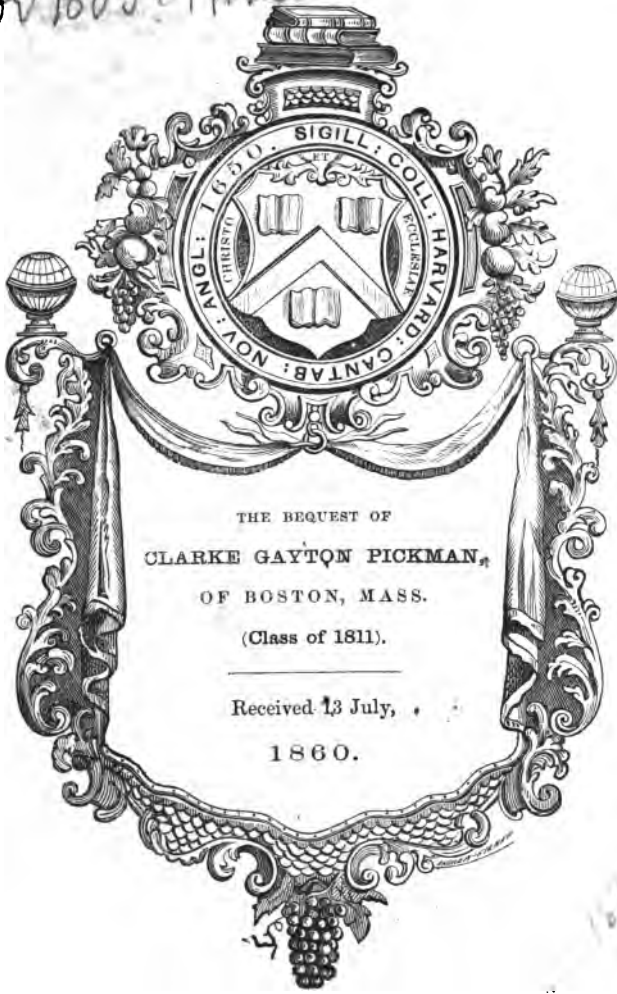 1650. SIGILL: COLL: HARVARD: CANTAB: NOV: ANGL:
ET
CHRISTO
ECCLESIAE
THE BEQUEST OF
CLARKE GAYTON PICKMAN,
OF BOSTON, MASS.
(Class of 1811).
Received 13 July,
1860.